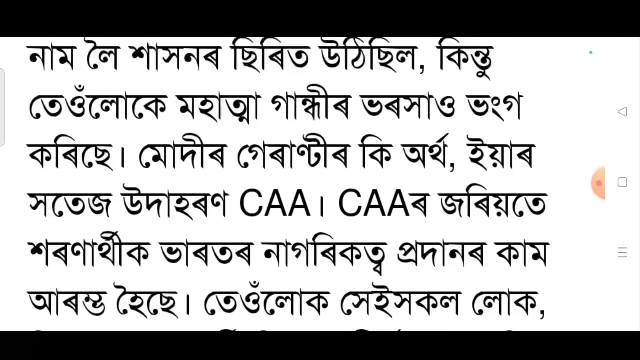 নাম লৈ শাসনৰ ছিৰিত উঠিছিল, কিন্তু
তেওঁলোকে মহাত্মা গান্ধীৰ ভৰসাও ভংগ
কৰিছে। মোদীৰ গেৰাণ্টীৰ কি অৰ্থ, ইয়াৰ
সতেজ উদাহৰণ CAA। CAAৰ জৰিয়তে
শৰণাৰ্থীক ভাৰতৰ নাগৰিকত্ব প্ৰদানৰ কাম
আৰম্ভ হৈছে। তেওঁলোক সেইসকল লোক,